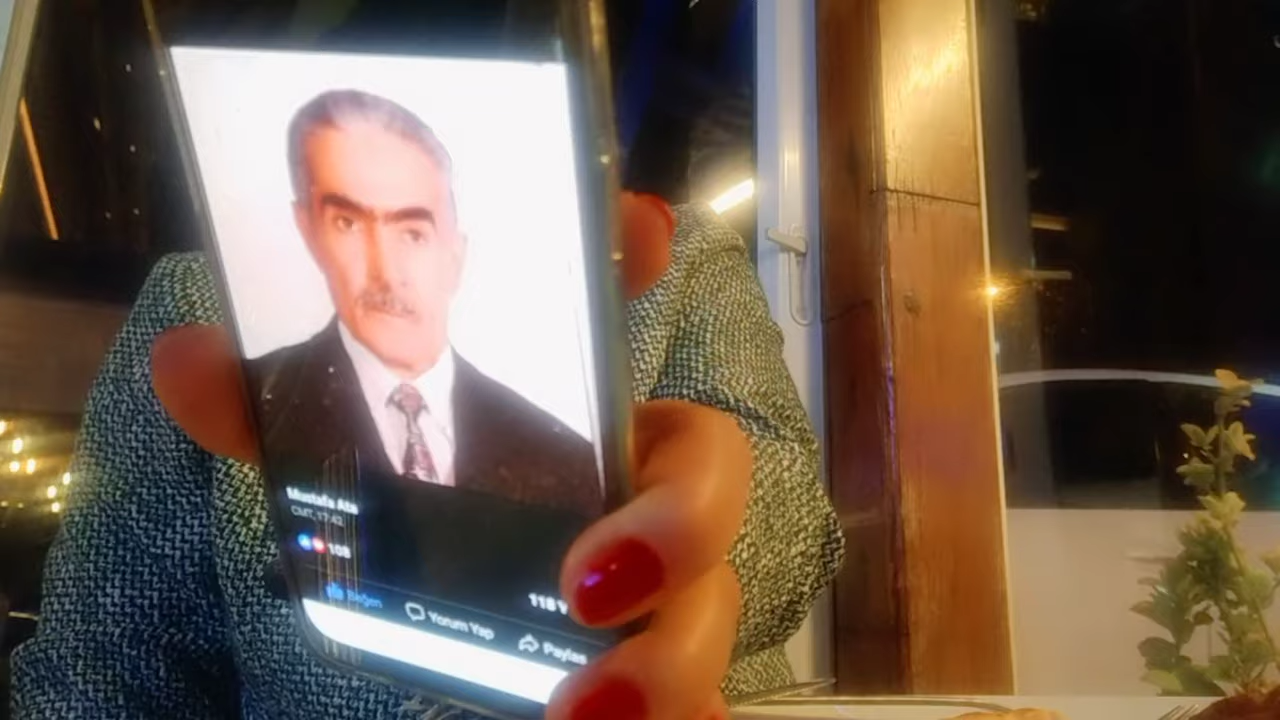 Mustafa Ata
CMT, 17:42
108
118 Y
Beğen
Yorum Yap
Paylaş